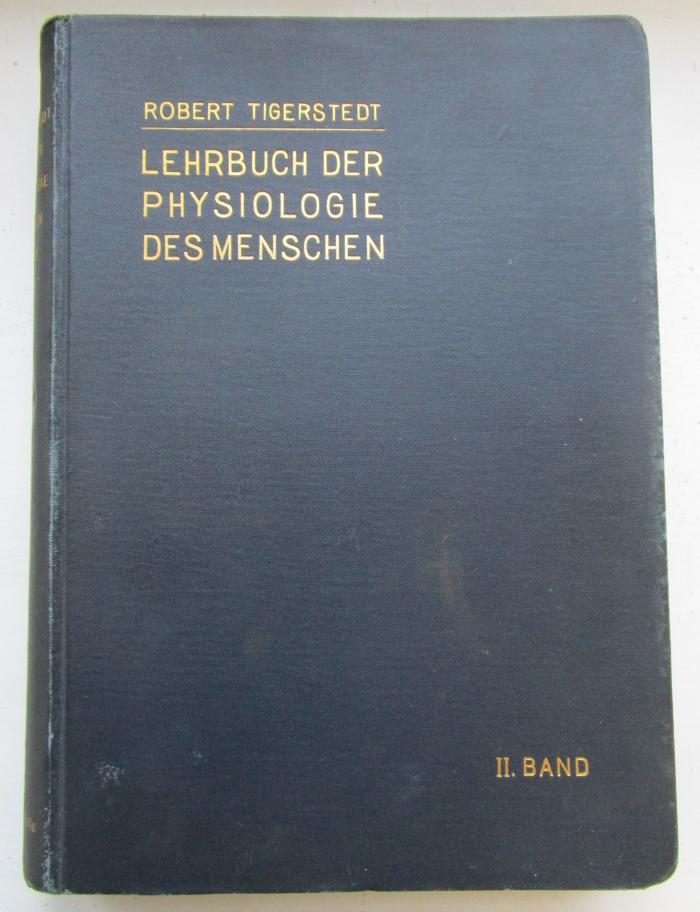 ROBERT TIGERSTEDT
LEHRBUCH DER
PHYSIOLOGIE
DES MENSCHEN
II. BAND